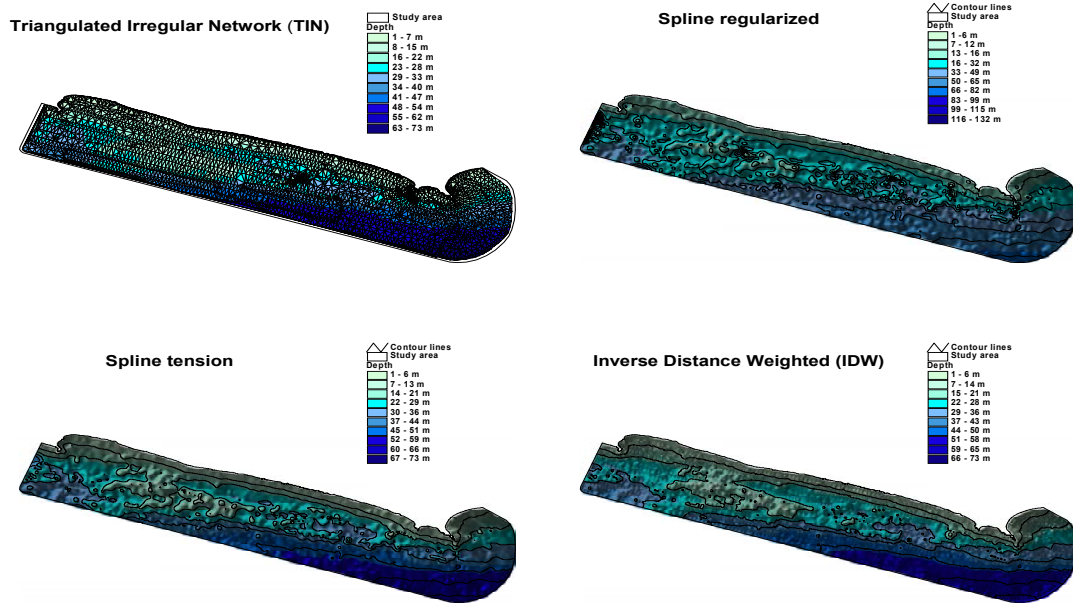 Triangulated Irregular Network (TIN)
Study area
Depth
1 - 7 m
8 - 15 m
16 - 22 m
23 - 28 m
29 - 33 m
34 - 40 m
41 - 47 m
48 - 54 m
55 - 62 m
63 - 73 m
Spline regularized
Contour lines
Study area
Depth
1 -6 m
7 - 12 m
13 - 16 m
16 - 32 m
33 - 49 m
50 - 65 m
66 - 82 m
83 - 99 m
99 - 115 m
116 - 132 m
Spline tension
Contour lines
Study area
Depth
1 - 6 m
7 - 13 m
14 - 21 m
22 - 29 m
30 - 36 m
37 - 44 m
45 - 51 m
52 - 59 m
60 - 66 m
67 - 73 m
Inverse Distance Weighted (IDW)
Contour lines
Study area
Depth
1 - 6 m
7 - 14 m
15 - 21 m
22 - 28 m
29 - 36 m
37 - 43 m
44 - 50 m
51 - 58 m
59 - 65 m
66 - 73 m